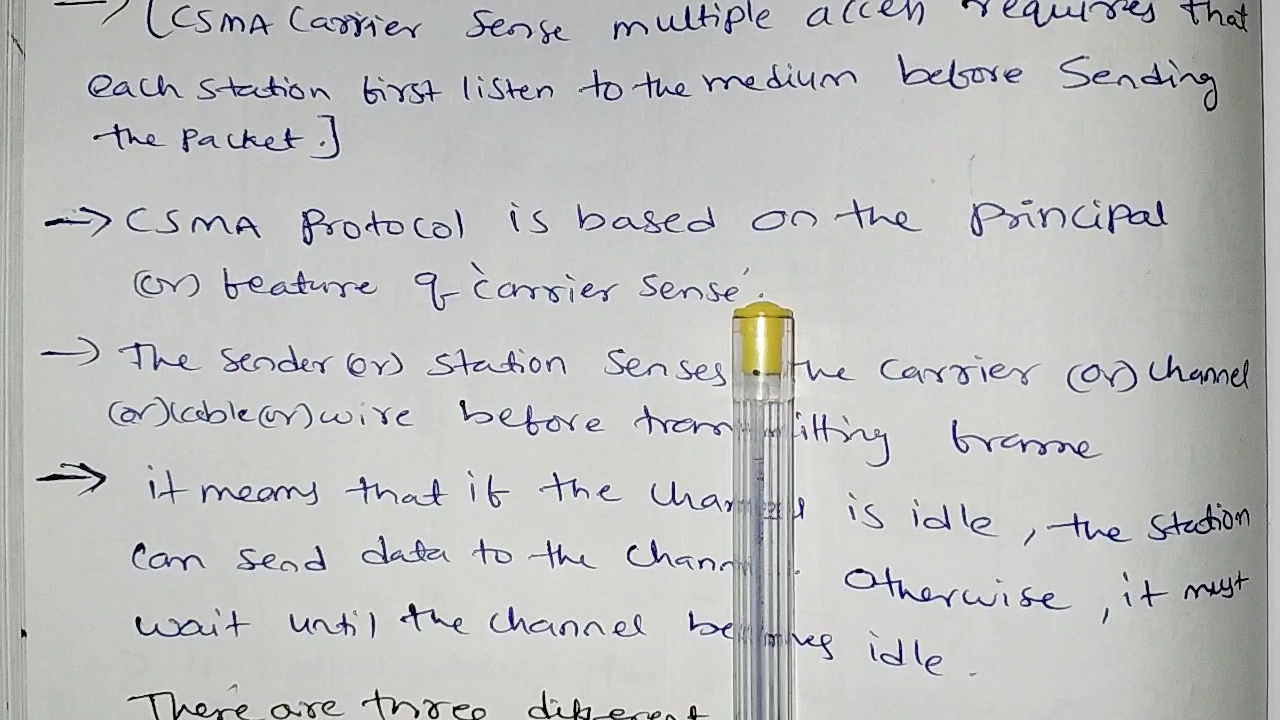 → [CSMA Carrier Sense multiple access requires that
each station first listen to the medium before Sending
the Packet.]
→ CSMA Protocol is based on the principal
(or) feature of 'carrier sense'.
→ The sender (or) station senses the carrier (or) channel
(or) cable (or) wire before transmitting frame
→ it means that if the channel is idle, the station
can send data to the channel. Otherwise, it must
wait until the channel becomes idle.
There are three different